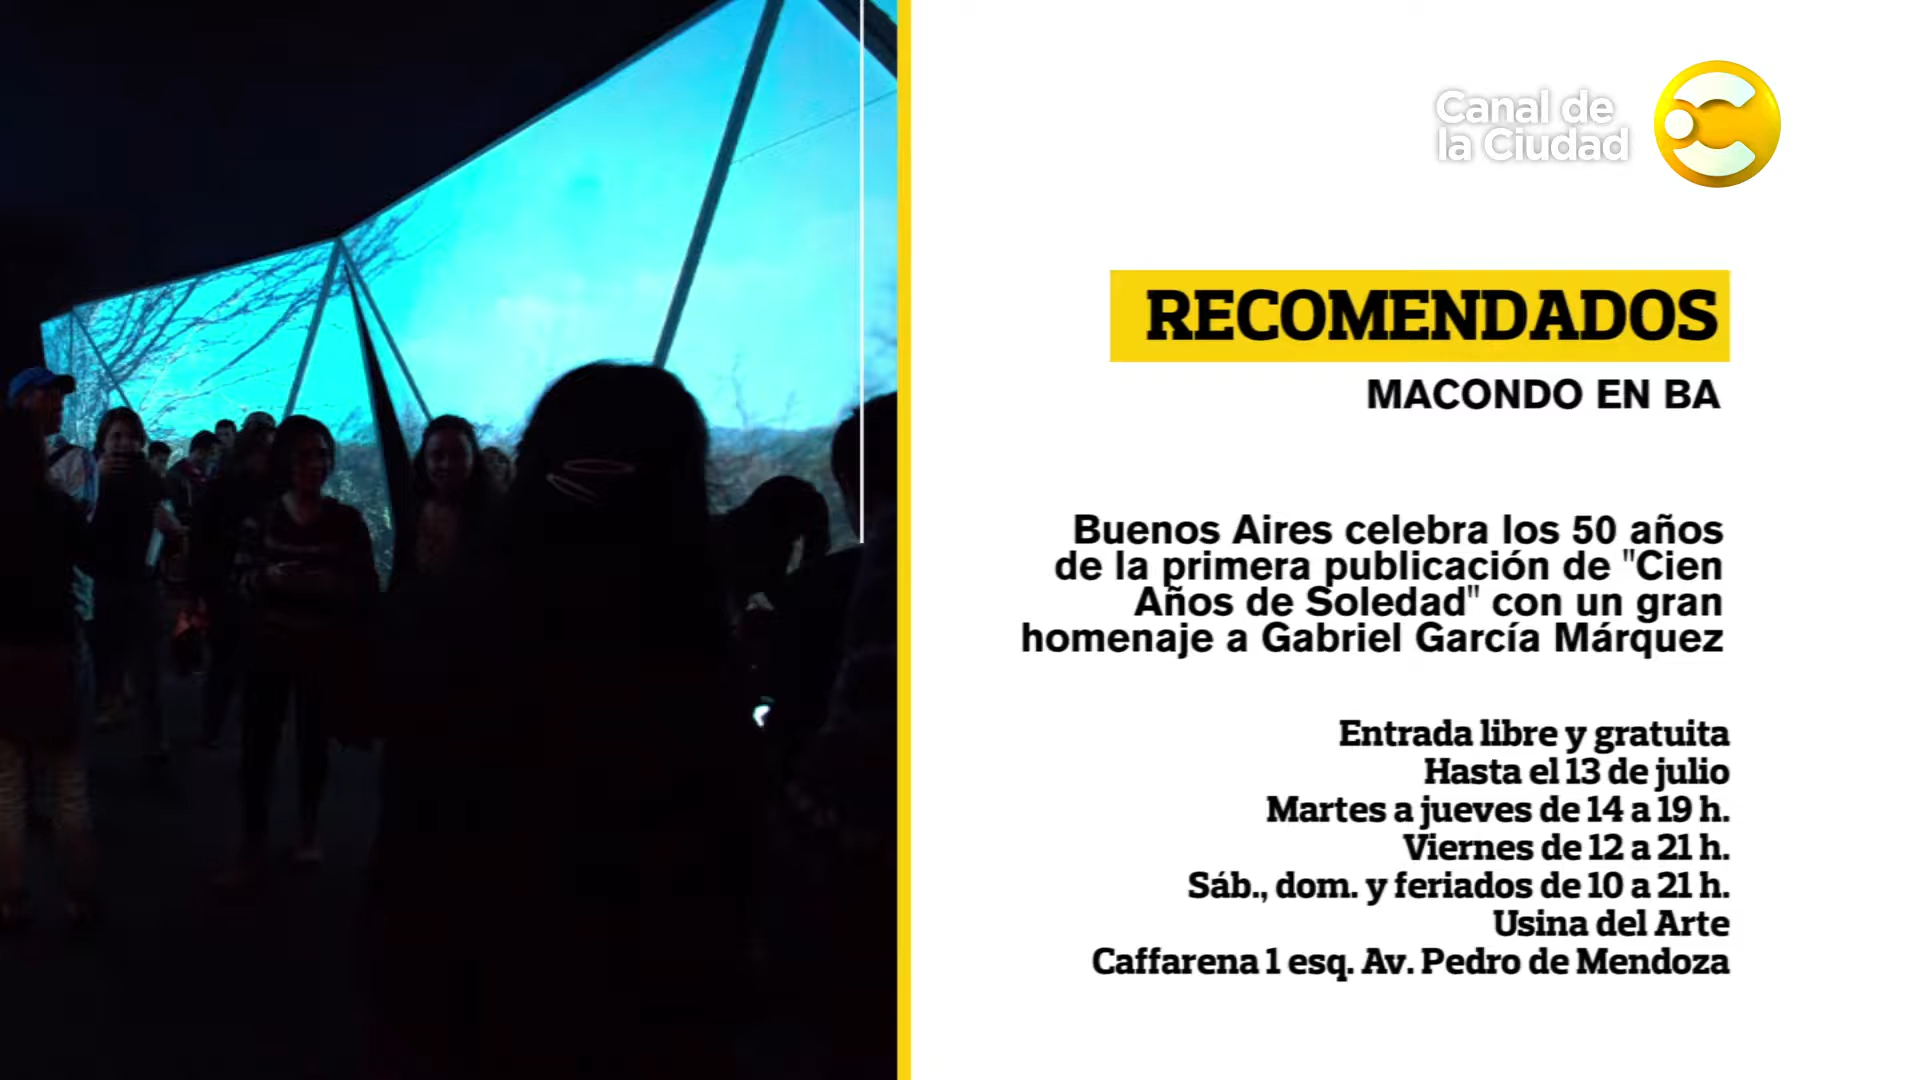 Canal de
la Ciudad
RECOMENDADOS
MACONDO EN BA
Buenos Aires celebra los 50 años
de la primera publicación de "Cien
Años de Soledad" con un gran
homenaje a Gabriel García Márquez
Entrada libre y gratuita
Hasta el 13 de julio
Martes a jueves de 14 a 19 h.
Viernes de 12 a 21 h.
Sáb., dom. y feriados de 10 a 21 h.
Usina del Arte
Caffarena 1 esq. Av. Pedro de Mendoza